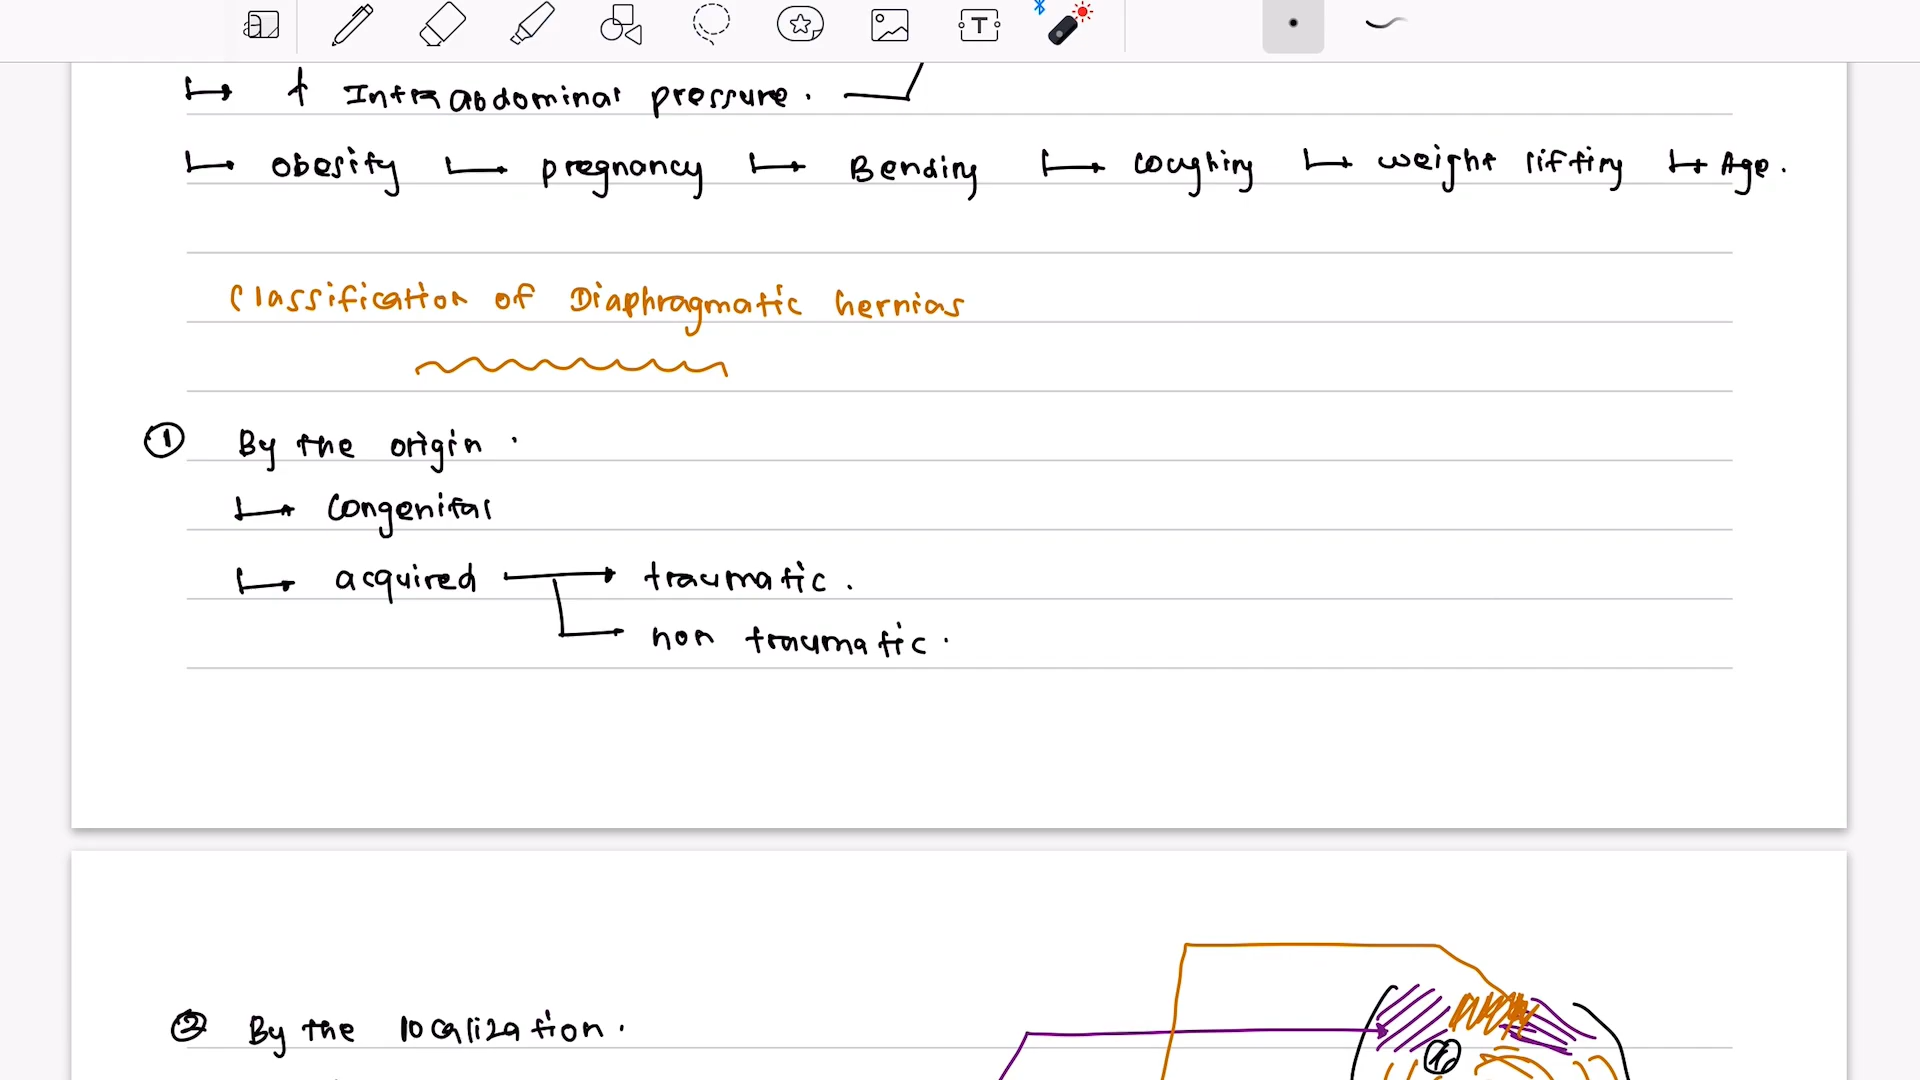 ↦ ↑ Intra abdominal pressure.
↦ obesity ↦ pregnancy ↦ Bending ↦ coughing ↦ weight lifting ↦ Age.
Classification of Diaphragmatic hernias
① By the origin.
↦ congenital
↦ acquired → traumatic.
→ non traumatic.
② By the localization.